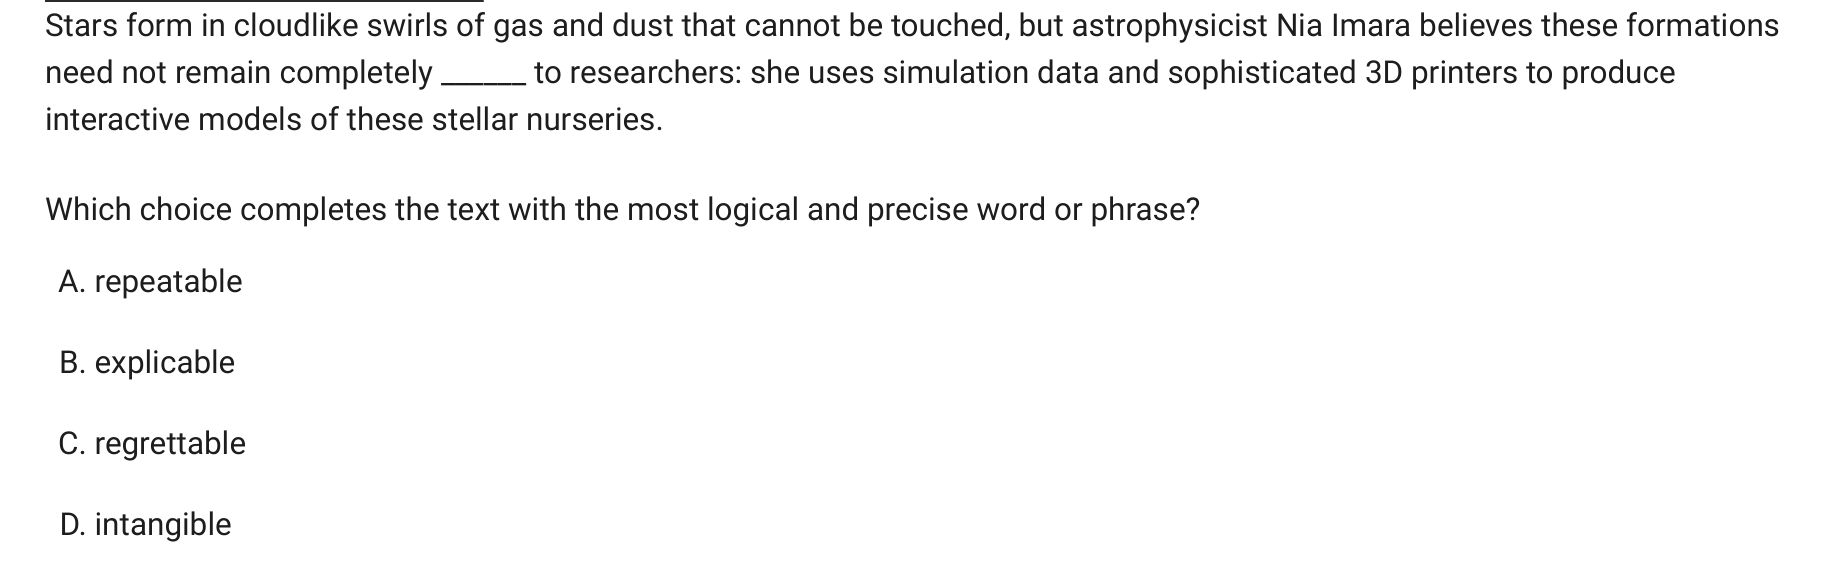 Stars form in cloudlike swirls of gas and dust that cannot be touched, but astrophysicist Nia Imara believes these formations
need not remain completely ______ to researchers: she uses simulation data and sophisticated 3D printers to produce
interactive models of these stellar nurseries.
Which choice completes the text with the most logical and precise word or phrase?
A. repeatable
B. explicable
C. regrettable
D. intangible